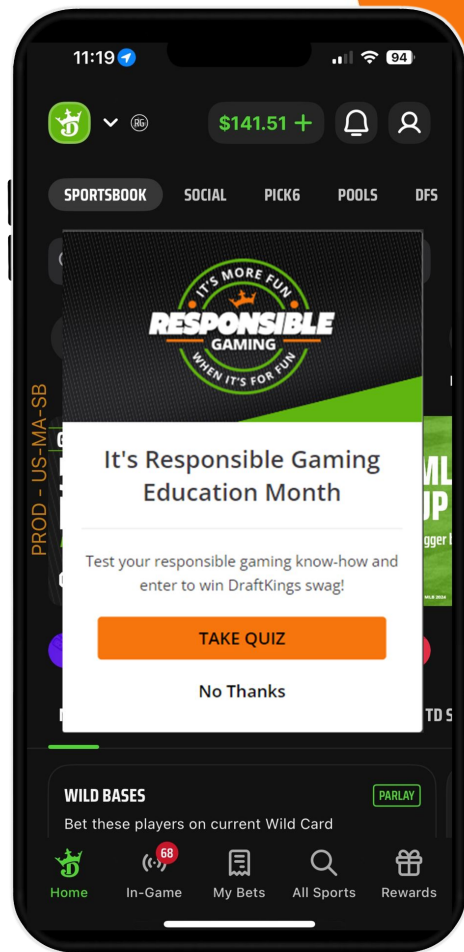 11:19
94
RG
$141.51 +
SPORTSBOOK
SOCIAL
PICK6
POOLS
DFS
IT'S MORE FUN
RESPONSIBLE
GAMING
WHEN IT'S FOR FUN
PROD - US-MA-SB
It's Responsible Gaming
Education Month
Test your responsible gaming know-how and
enter to win DraftKings swag!
TAKE QUIZ
No Thanks
TD S
WILD BASES
PARLAY
Bet these players on current Wild Card
68
Home
In-Game
My Bets
All Sports
Rewards